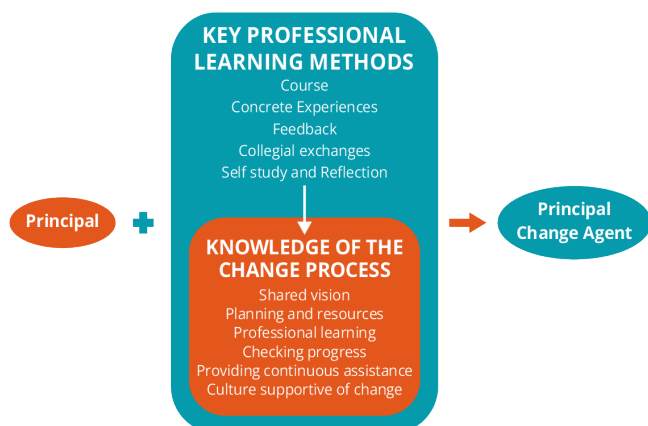 KEY PROFESSIONAL
LEARNING METHODS
Course
Concrete Experiences
Feedback
Collegial exchanges
Self study and Reflection
Principal
KNOWLEDGE OF THE
CHANGE PROCESS
Shared vision
Planning and resources
Professional learning
Checking progress
Providing continuous assistance
Culture supportive of change
Principal
Change Agent